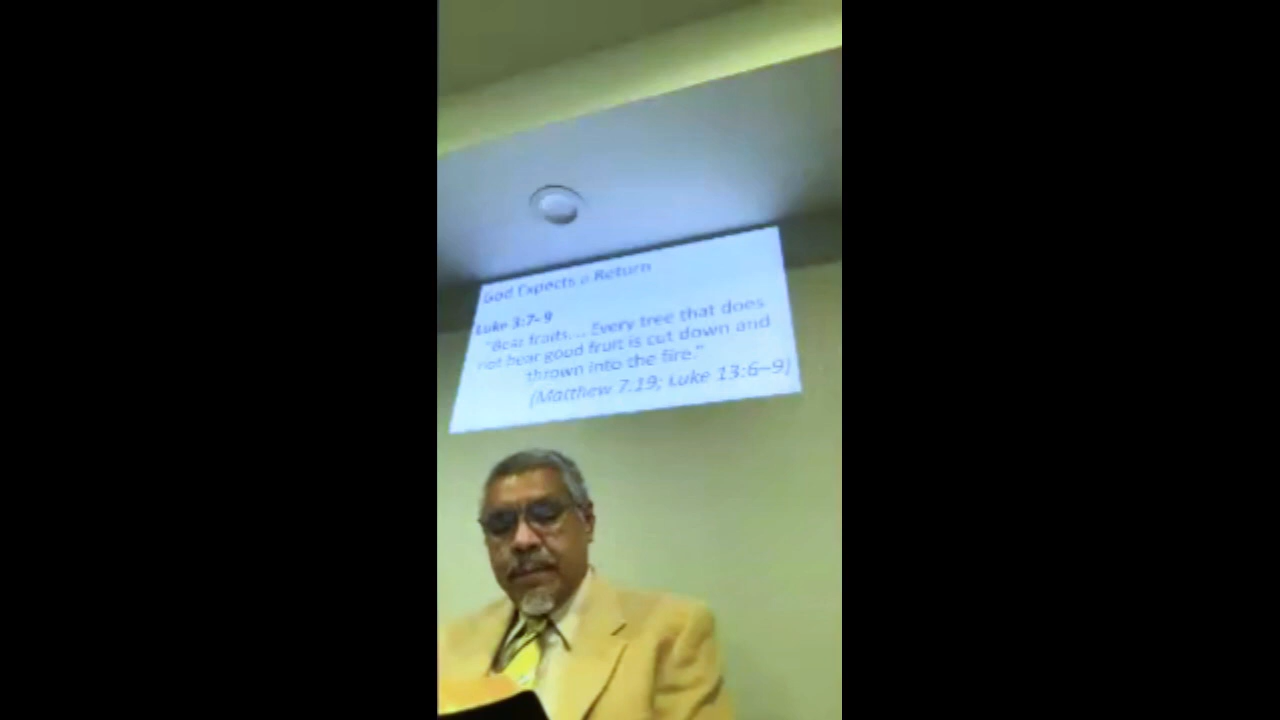 God Expects a Return
Luke 3:7-9
"Bear fruits... Every tree that does
not bear good fruit is cut down and
thrown into the fire."
(Matthew 7.19; Luke 13:6–9)